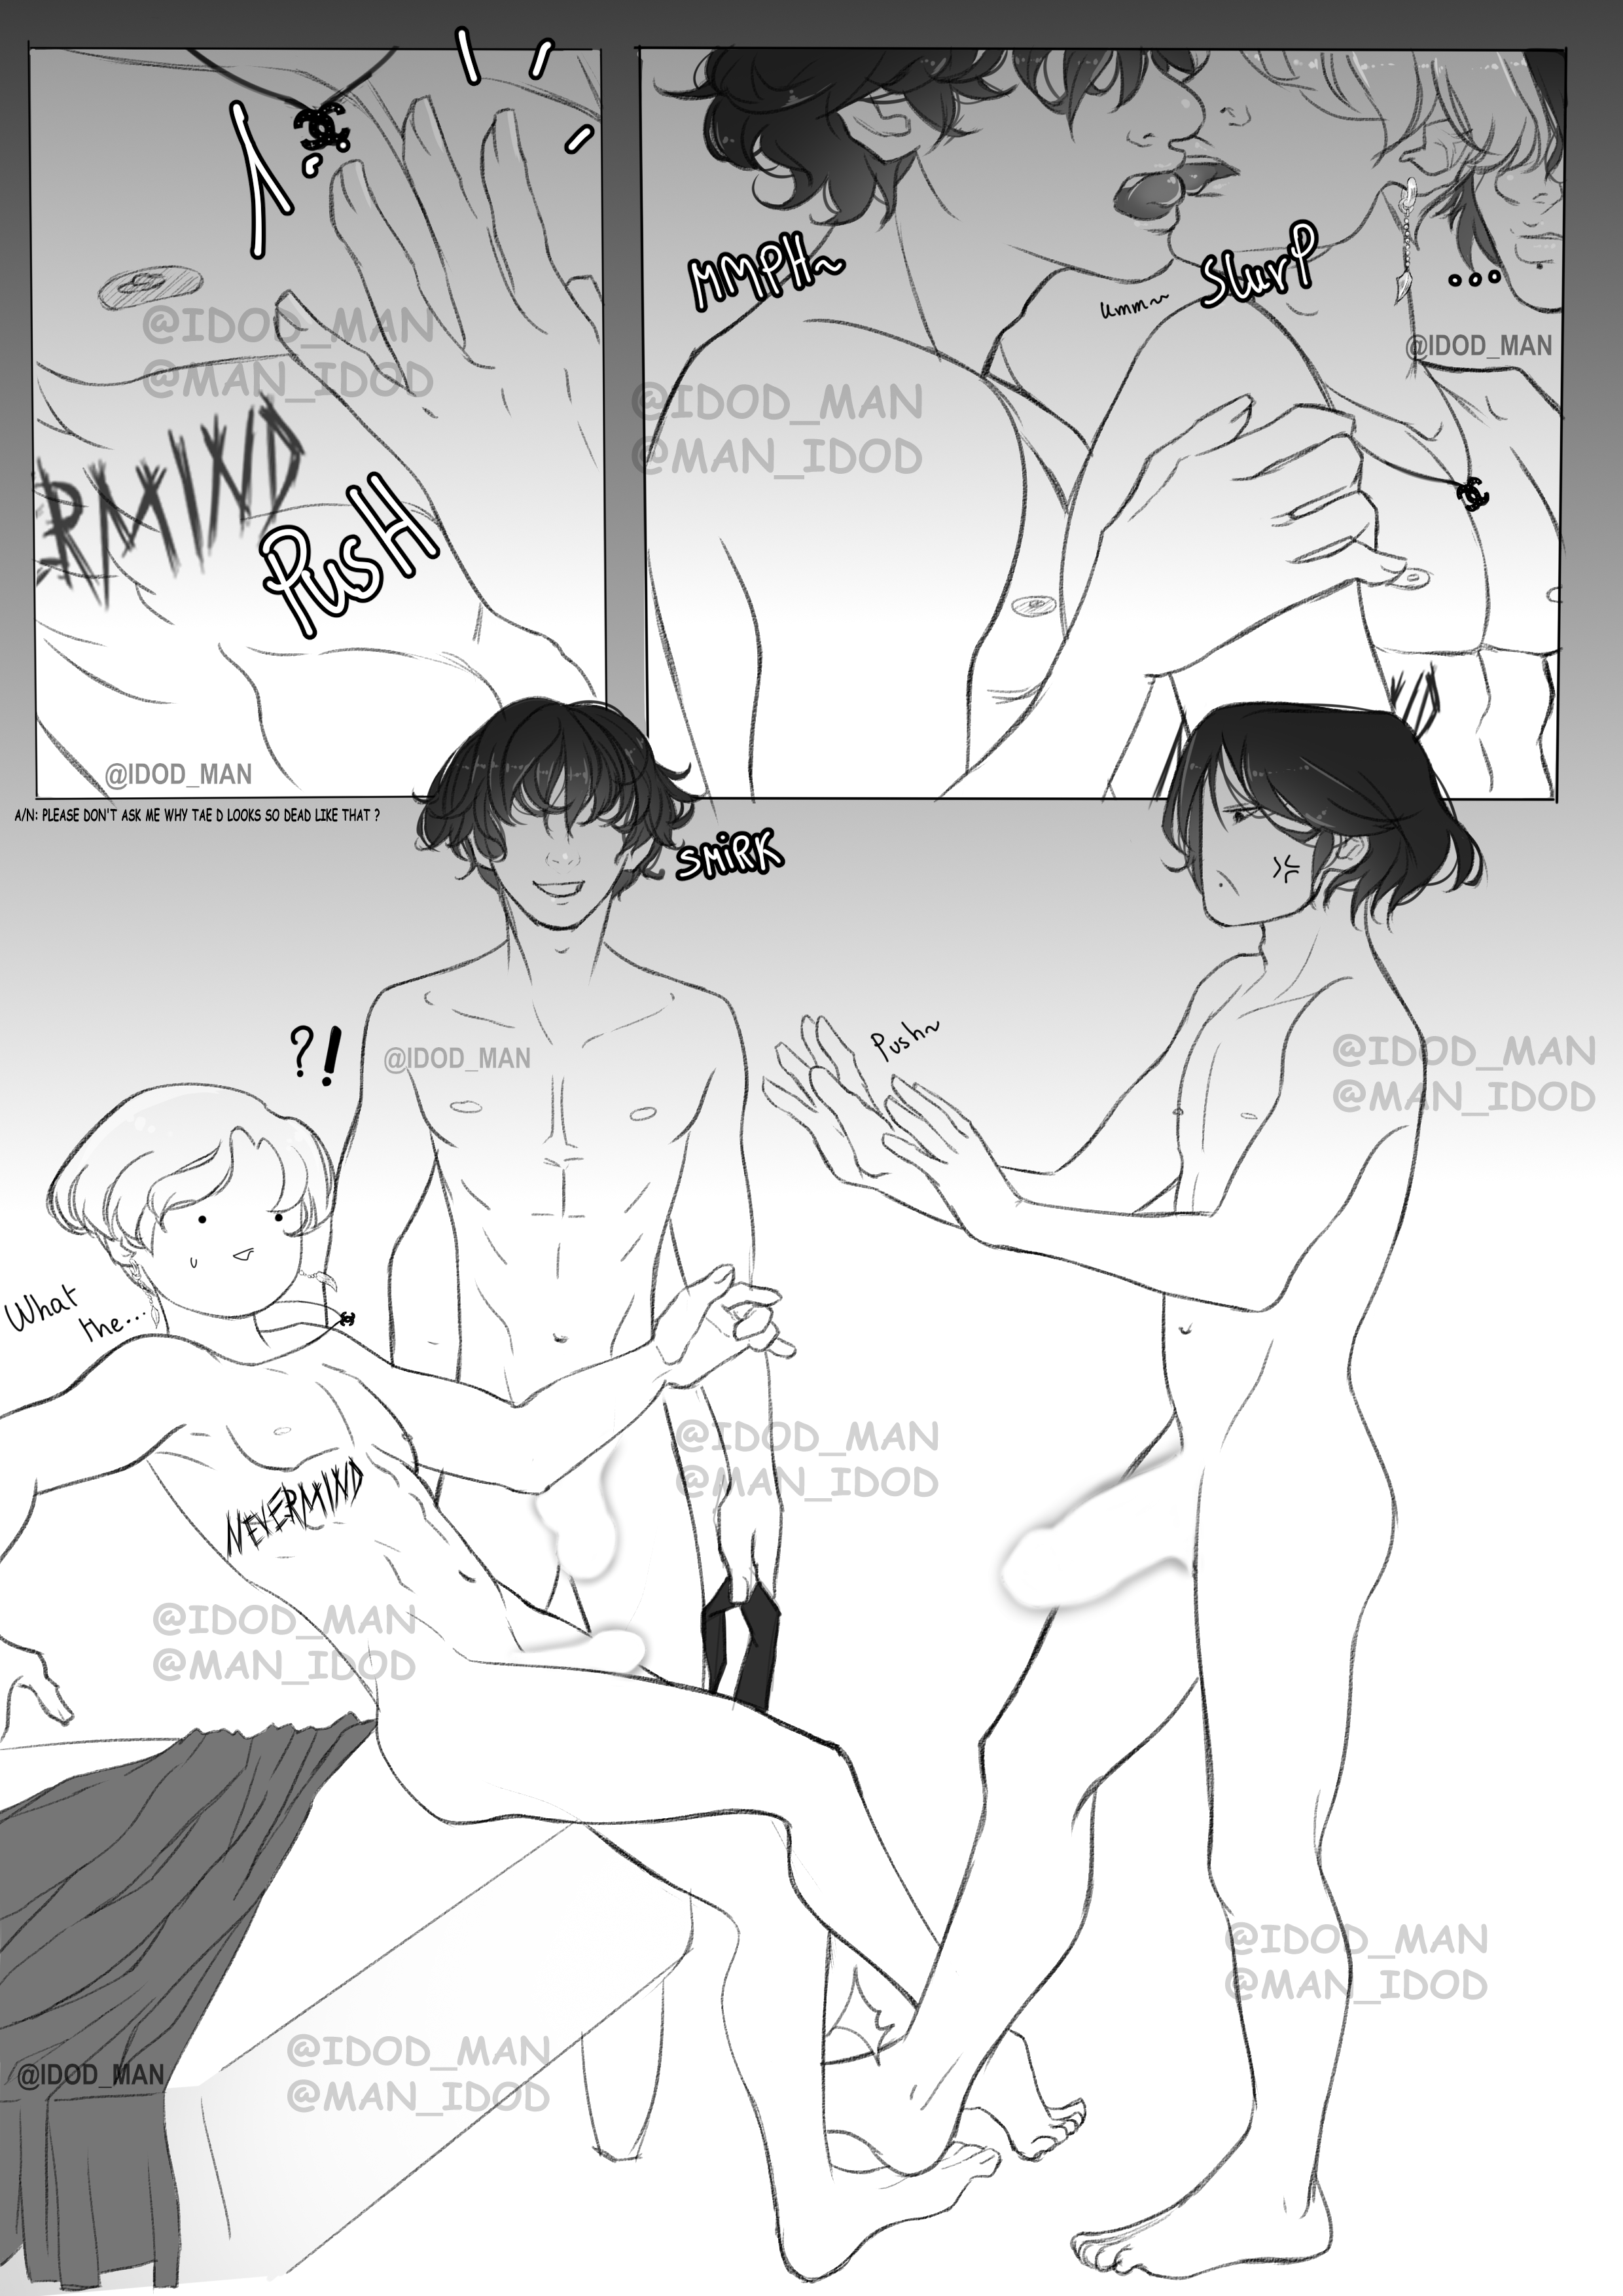 @IDOD_MAN
@MAN_IDOD
ERMIND
PusH
@IDOD_MAN
MMPH~
umm~
SlurP
...
@IDOD_MAN
@IDOD_MAN
@MAN_IDOD
A/N: PLEASE DON'T ASK ME WHY TAE D LOOKS SO DEAD LIKE THAT ?
SMiRK
?!
@IDOD_MAN
Push~
@IDOD_MAN
@MAN_IDOD
What
the...
NEVERMIND
@IDOD_MAN
@MAN_IDOD
@IDOD_MAN
@MAN_IDOD
@IDOD_MAN
@MAN_IDOD
@IDOD_MAN
@IDOD_MAN
@MAN_IDOD